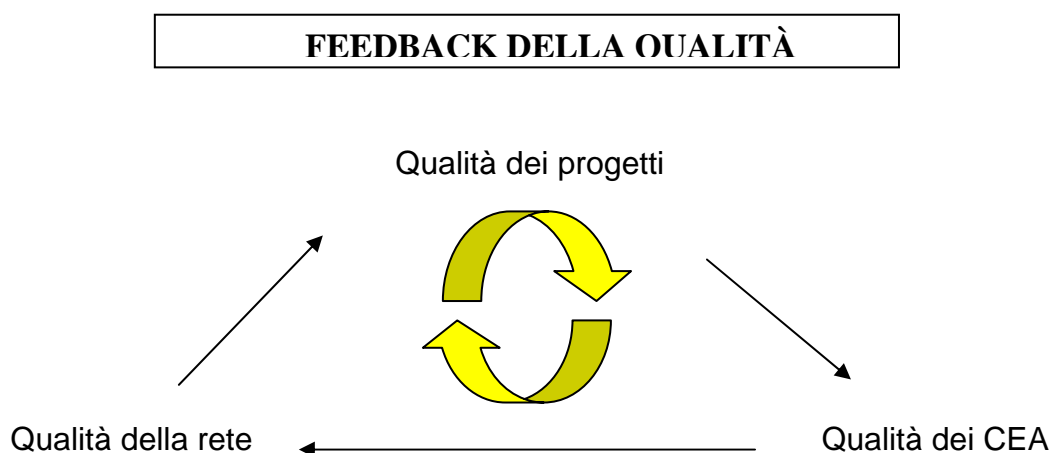 FEEDBACK DELLA QUALITÀ
Qualità dei progetti
Qualità della rete
Qualità dei CEA